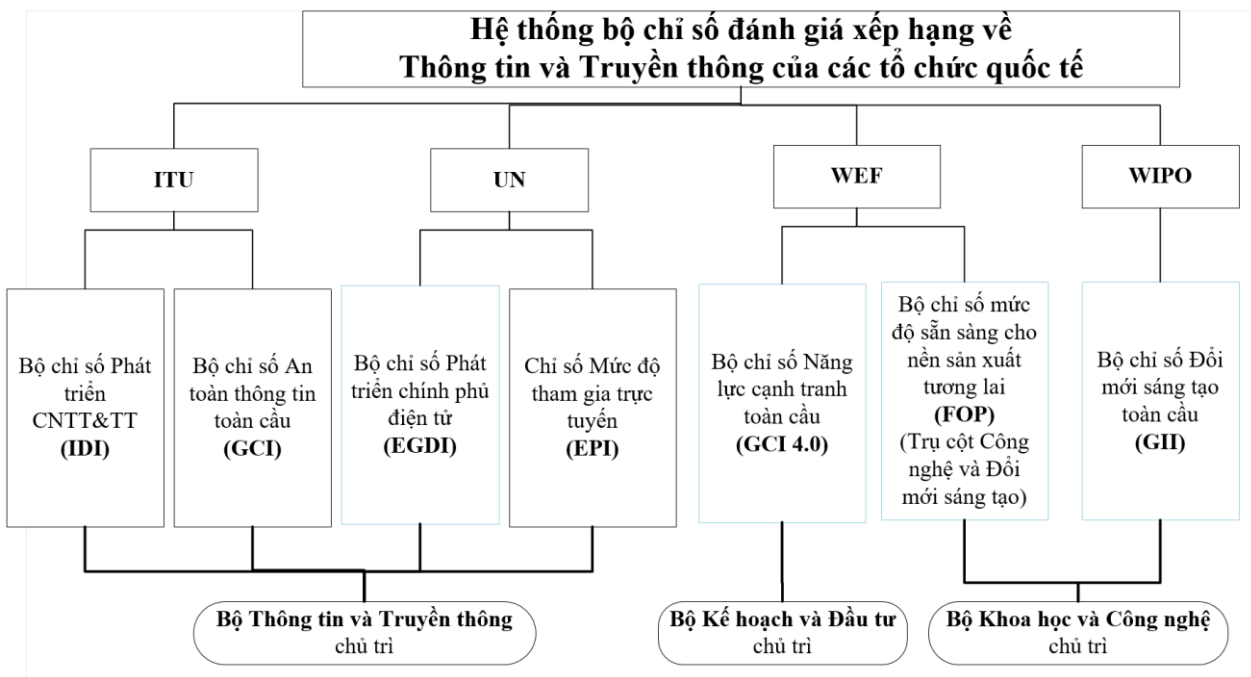 Hệ thống bộ chỉ số đánh giá xếp hạng về
Thông tin và Truyền thông của các tổ chức quốc tế
ITU
UN
WEF
WIPO
Bộ chỉ số Phát
triển
CNTT&TT
(IDI)
Bộ chỉ số An
toàn thông tin
toàn cầu
(GCI)
Bộ chỉ số Phát
triển chính phủ
điện tử
(EGDI)
Chỉ số Mức độ
tham gia trực
tuyến
(EPI)
Bộ chỉ số Năng
lực cạnh tranh
toàn cầu
(GCI 4.0)
Bộ chỉ số mức
độ sẵn sàng cho
nền sản xuất
tương lai
(FOP)
(Trụ cột Công
nghệ và Đổi
mới sáng tạo)
Bộ chỉ số Đổi
mới sáng tạo
toàn cầu
(GII)
Bộ Thông tin và Truyền thông
chủ trì
Bộ Kế hoạch và Đầu tư
chủ trì
Bộ Khoa học và Công nghệ
chủ trì